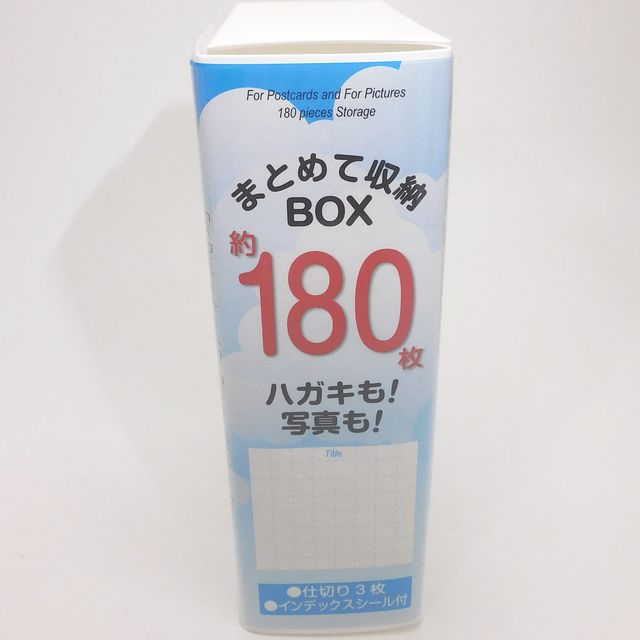 For Postcards and For Pictures
180 pieces Storage
まとめて収納
BOX
約
180
枚
ハガキも!
写真も!
Title
●仕切り3枚
●インデックスシール付